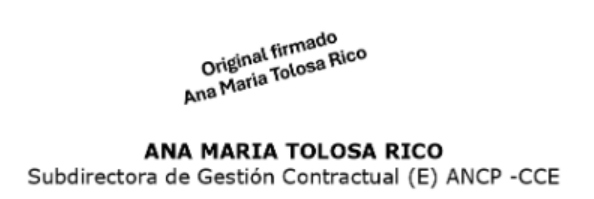 Original firmado
Ana Maria Tolosa Rico
ANA MARIA TOLOSA RICO
Subdirectora de Gestión Contractual (E) ANCP -CCE